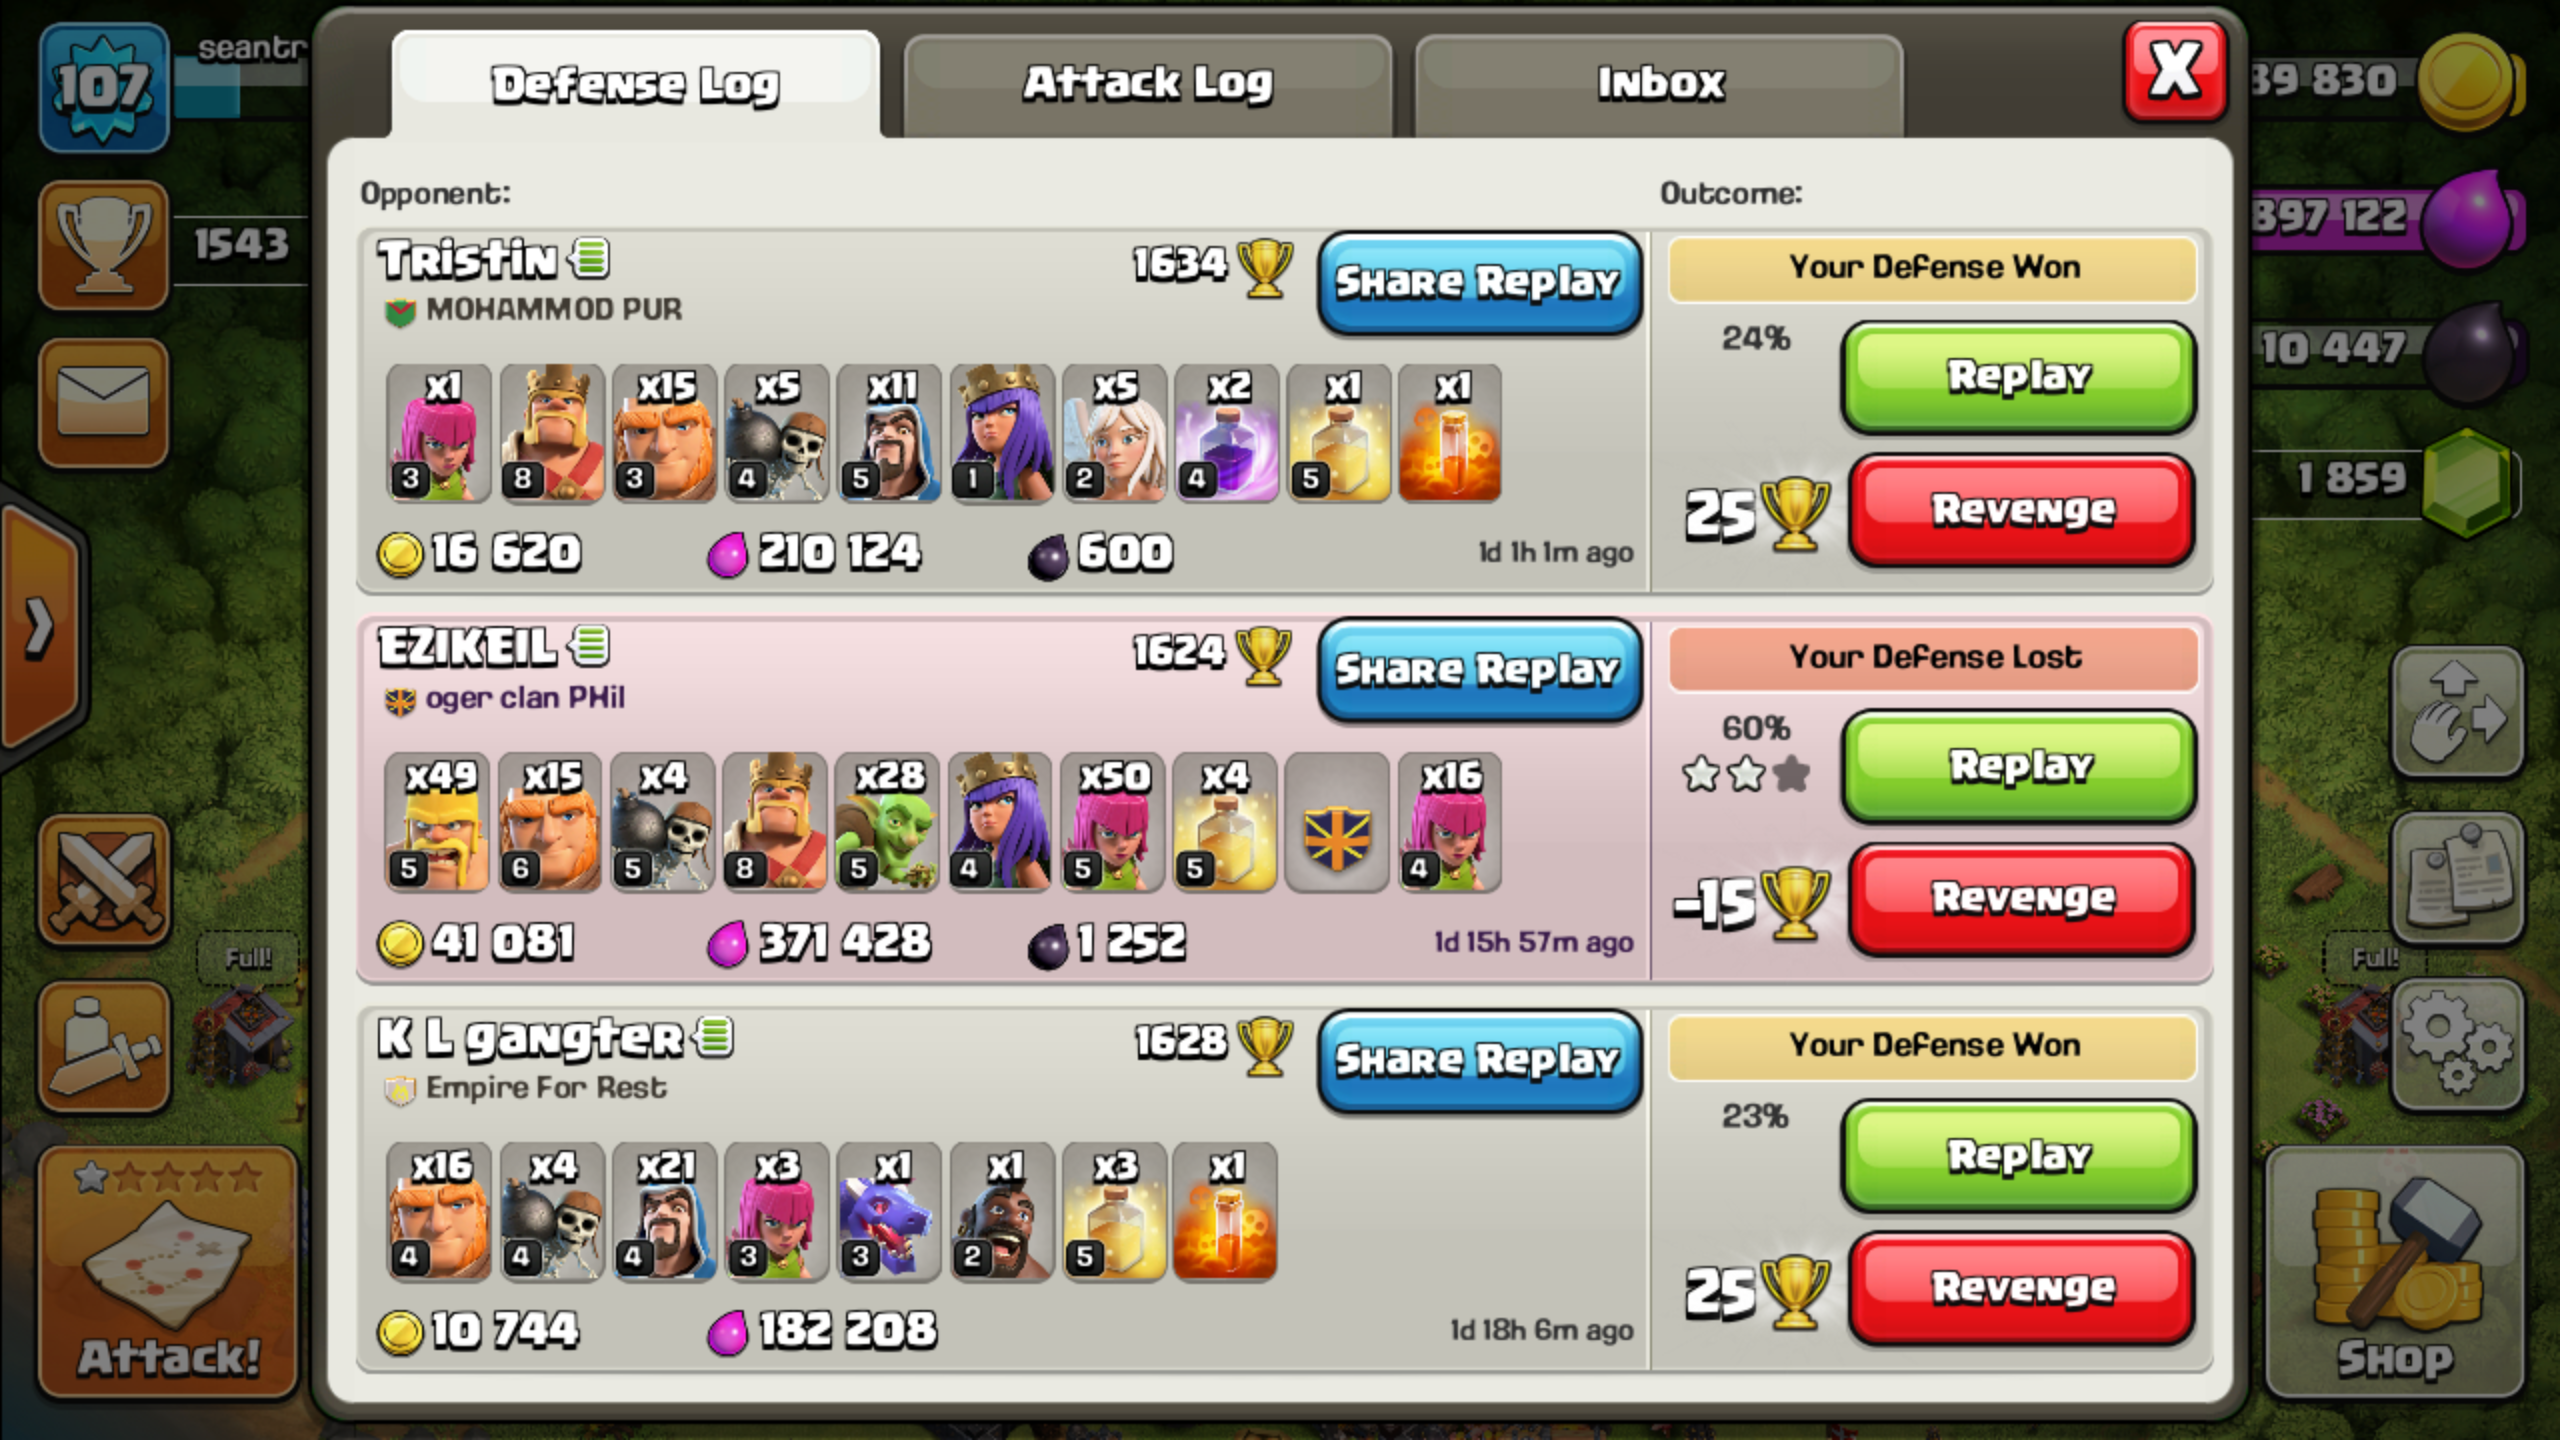 107
seantr
1543
Defense Log
Attack Log
Inbox
X
39 830
897 122
10 447
1 859
Opponent:
Outcome:
Tristin
1634
Share Replay
MOHAMMOD PUR
Your Defense Won
24%
Replay
x1 x15 x5 x11 x5 x2 x1 x1
3 8 3 4 5 1 2 4 5
25
Revenge
16 620
210 124
600
1d 1h 1m ago
EZIKEIL
1624
Share Replay
oger clan PHil
Your Defense Lost
60%
Replay
x49 x15 x4 x28 x50 x4 x16
5 6 5 8 5 4 5 5 4
-15
Revenge
41 081
371 428
1 252
1d 15h 57m ago
K L gangter
1628
Share Replay
Empire For Rest
Your Defense Won
23%
Replay
x16 x4 x21 x3 x1 x1 x3 x1
4 4 4 3 3 2 5
25
Revenge
10 744
182 208
1d 18h 6m ago
Full!
Full!
Attack!
Shop